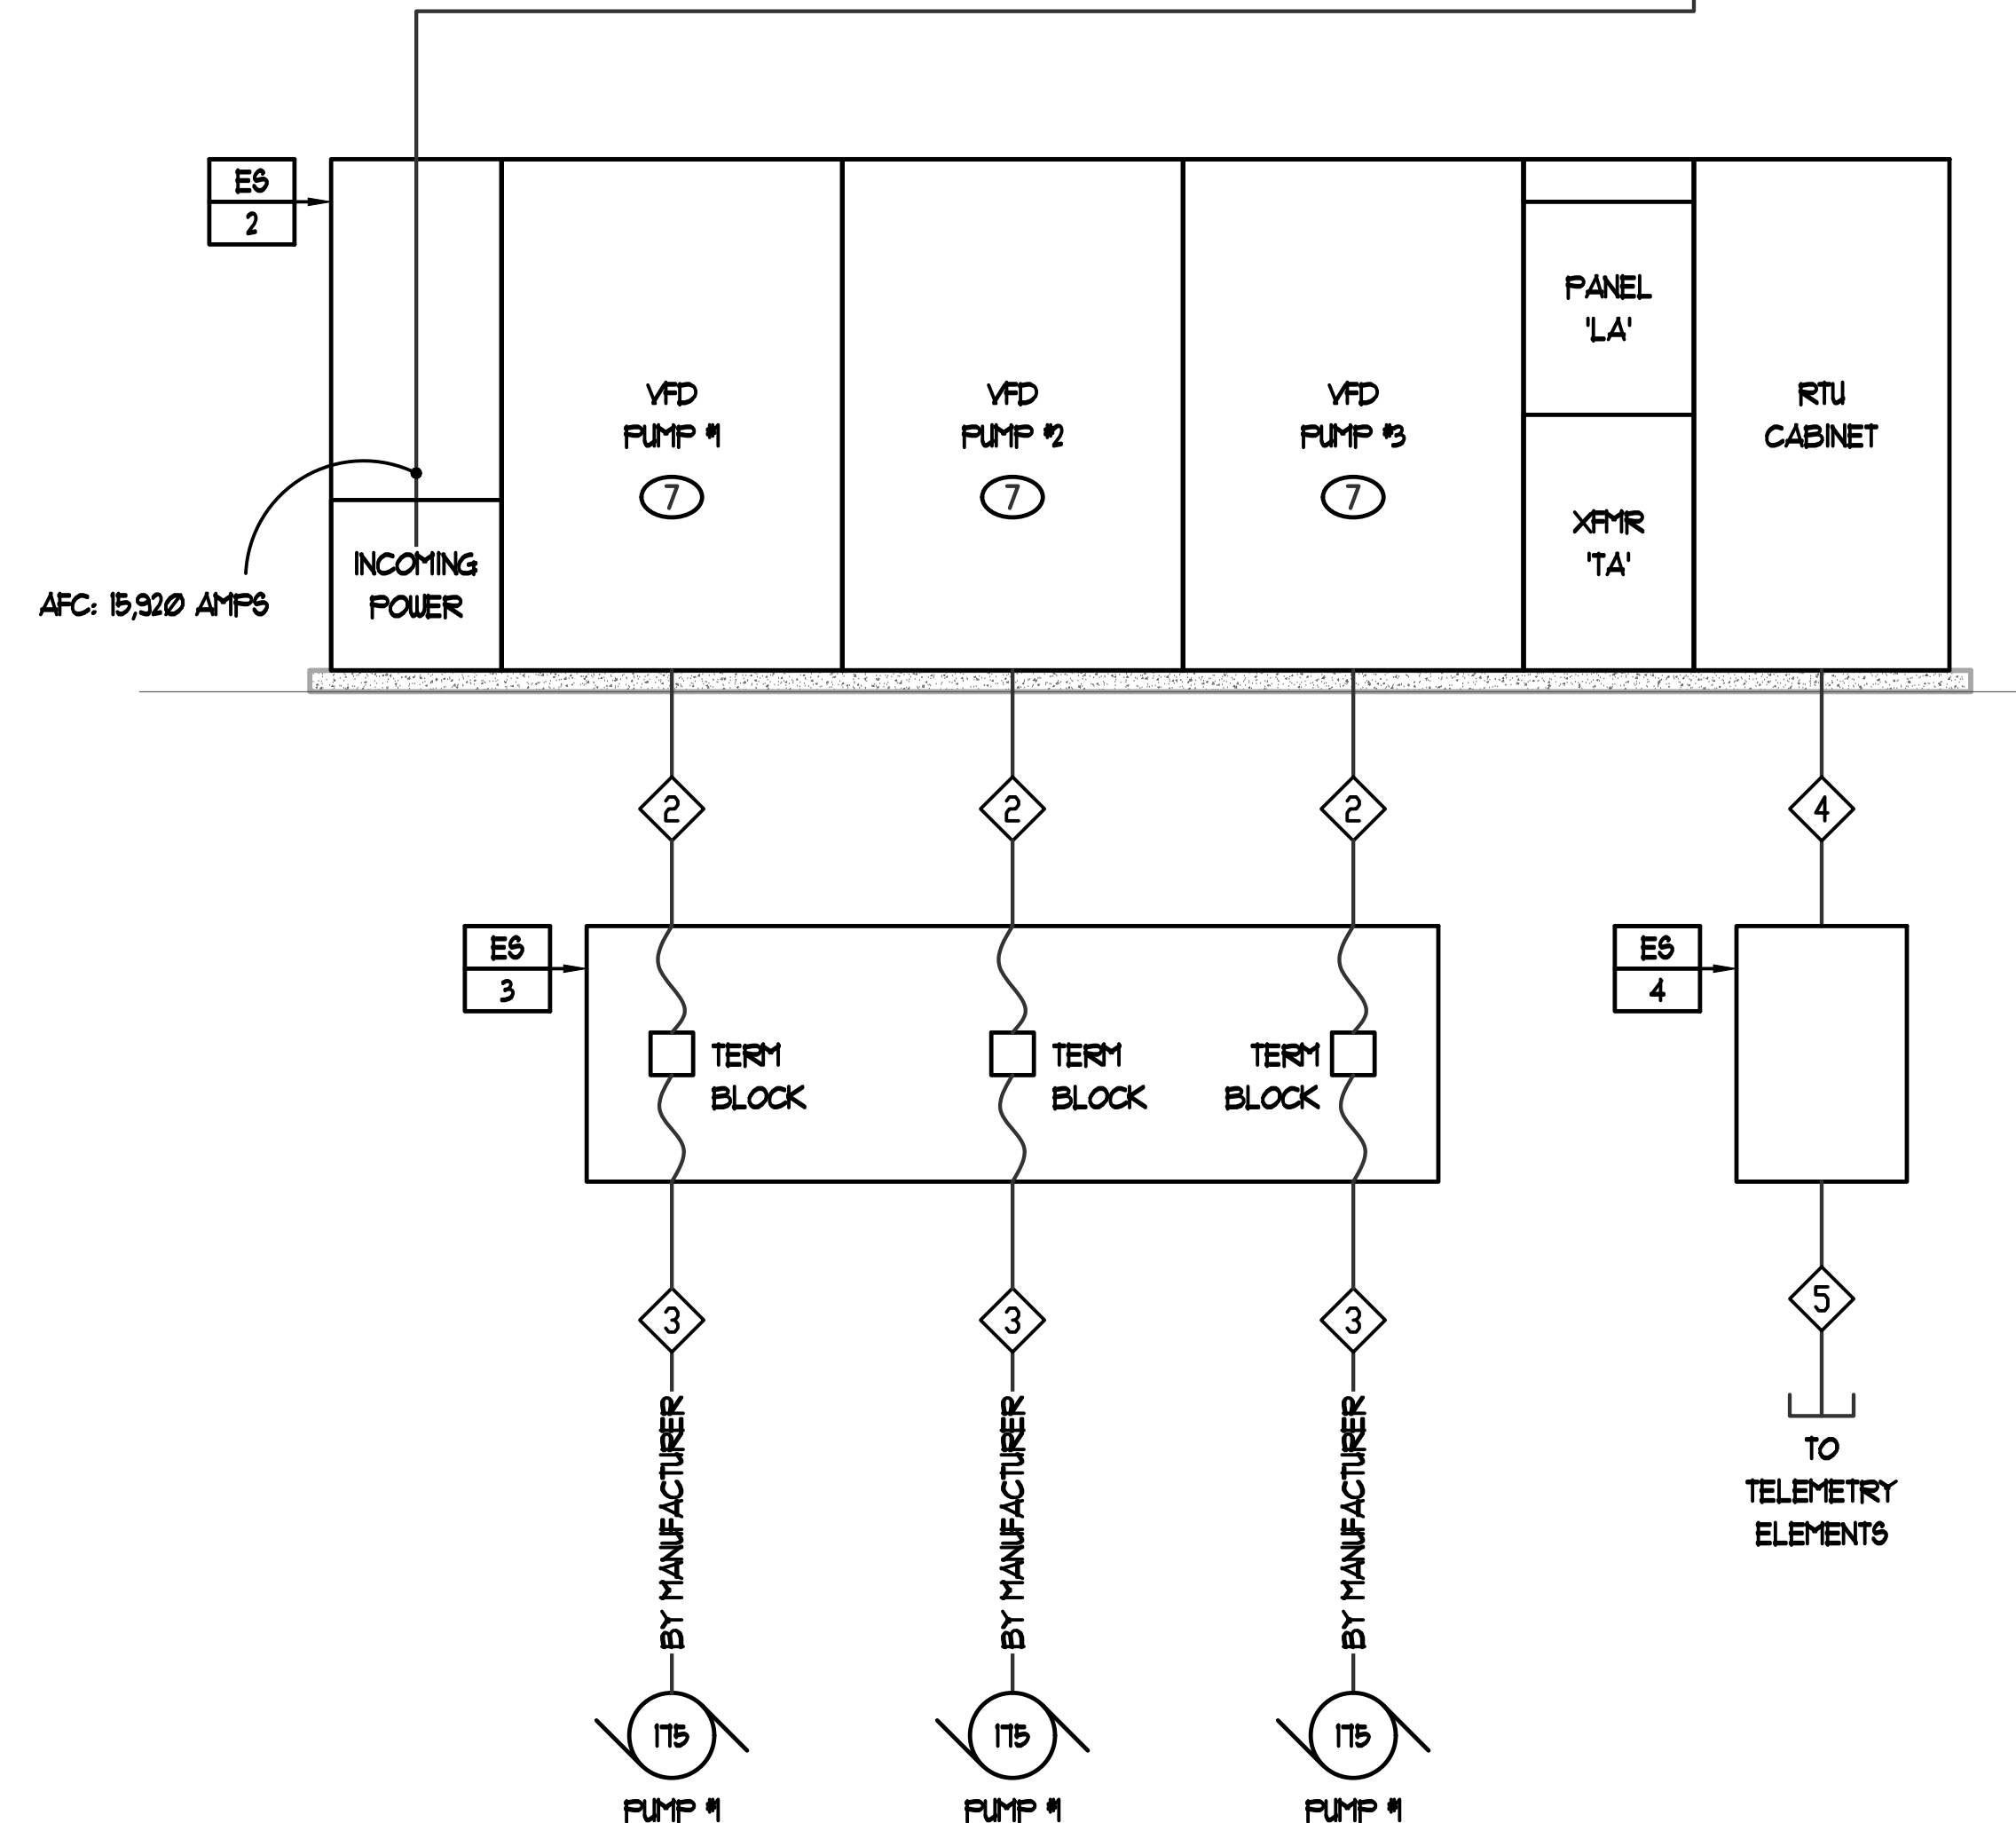 ES
2
PANEL
'LA'
VFD
PUMP #1
7
VFD
PUMP #2
7
VFD
PUMP #3
7
RTU
CABINET
XFMR
'TA'
INCOMING
POWER
AFC: 15,920 AMPS
2
2
2
4
ES
3
ES
4
TERM
BLOCK
TERM
BLOCK
TERM
BLOCK
3
3
3
5
BY MANUFACTURER
BY MANUFACTURER
BY MANUFACTURER
TO
TELEMETRY
ELEMENTS
175
175
175
PUMP #1
PUMP #1
PUMP #1